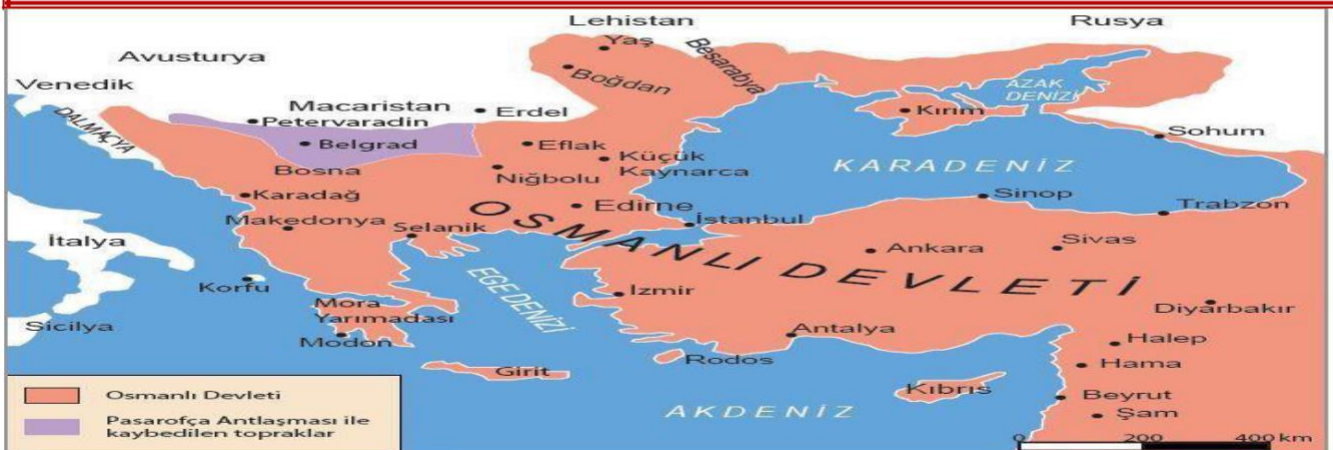 Lehistan
Rusya
Avusturya
Yaş
Besarabya
Boğdan
Venedik
AZAK
DENİZİ
Macaristan
Erdel
Kırım
DALMAÇYA
Petervaradin
Sohum
Belgrad
Eflak
Küçük
Kaynarca
KARADENİZ
Bosna
Niğbolu
Karadağ
Sinop
Trabzon
Edirne
Makedonya
Selanik
İstanbul
OSMANLI DEVLETİ
İtalya
Ankara
Sivas
Korfu
EGE DENİZİ
İzmir
Diyarbakır
Mora
Yarımadası
Sicilya
Modon
Antalya
Halep
Rodos
Hama
Girit
Kıbrıs
Beyrut
AKDENİZ
Şam
Osmanlı Devleti
Pasarofça Antlaşması ile
kaybedilen topraklar
0 200 400 km